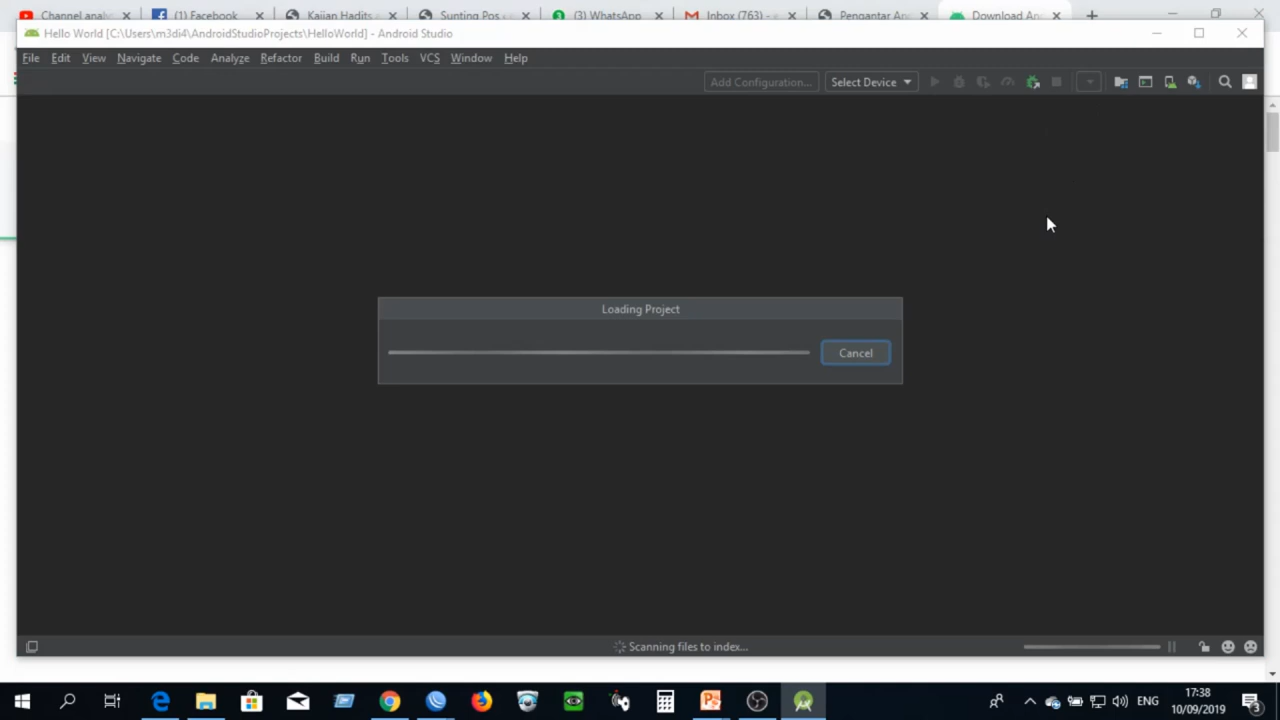 Channel analy
(1) Facebook
Kajian Hadits
Sunting Pos
(3) WhatsApp
Inbox (763) -
Pengantar An
Download An
Hello World [C:\Users\m3di4\AndroidStudioProjects\HelloWorld] - Android Studio
File Edit View Navigate Code Analyze Refactor Build Run Tools VCS Window Help
Add Configuration... Select Device
Loading Project
Cancel
Scanning files to index...
ENG
17:38
10/09/2019
3